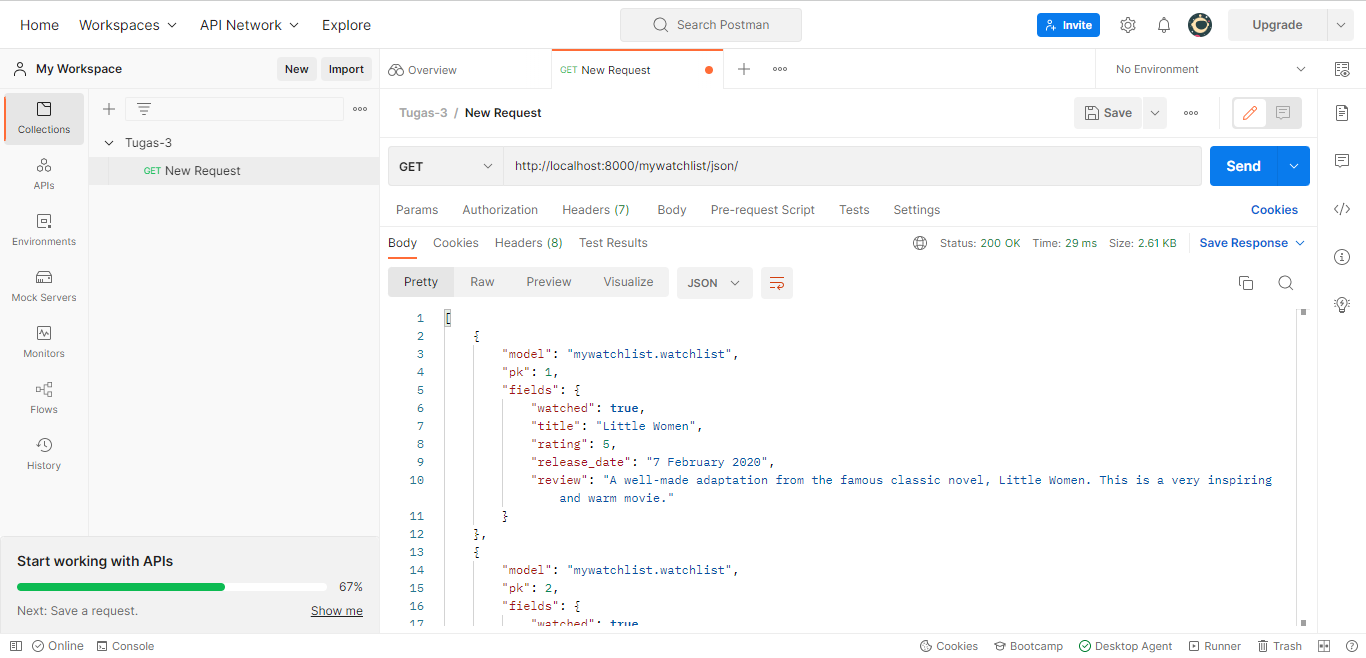 Home Workspaces API Network Explore Search Postman Invite Upgrade
My Workspace New Import Overview GET New Request No Environment
Collections
APIs
Environments
Mock Servers
Monitors
Flows
History
Tugas-3
GET New Request
Start working with APIs
67%
Next: Save a request. Show me
Tugas-3 / New Request Save
GET http://localhost:8000/mywatchlist/json/ Send
Params Authorization Headers (7) Body Pre-request Script Tests Settings Cookies
Body Cookies Headers (8) Test Results Status: 200 OK Time: 29 ms Size: 2.61 KB Save Response
Pretty Raw Preview Visualize JSON
1 [
2 {
3 "model": "mywatchlist.watchlist",
4 "pk": 1,
5 "fields": {
6 "watched": true,
7 "title": "Little Women",
8 "rating": 5,
9 "release_date": "7 February 2020",
10 "review": "A well-made adaptation from the famous classic novel, Little Women. This is a very inspiring
and warm movie."
11 }
12 },
13 {
14 "model": "mywatchlist.watchlist",
15 "pk": 2,
16 "fields": {
17 "watched": true
Online Console Cookies Bootcamp Desktop Agent Runner Trash